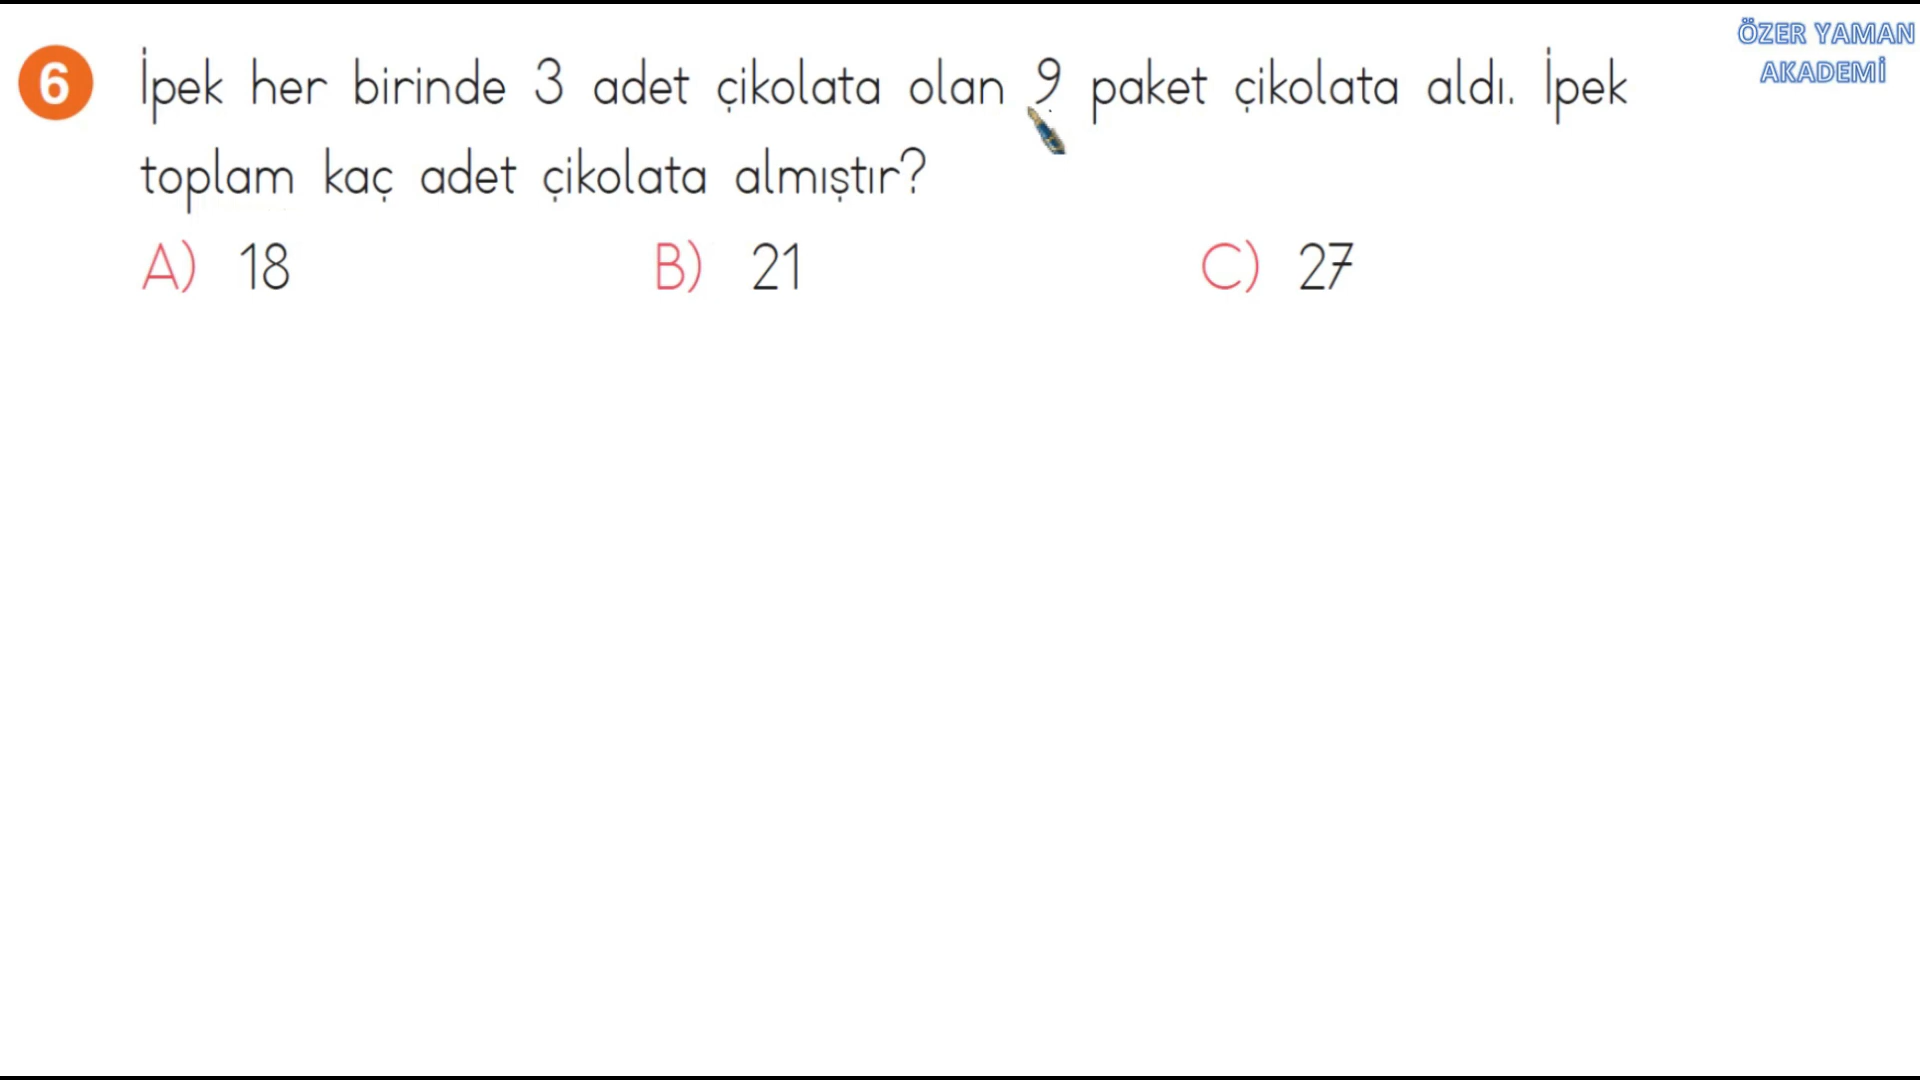 6 İpek her birinde 3 adet çikolata olan 9 paket çikolata aldı. İpek
toplam kaç adet çikolata almıştır?
A) 18 B) 21 C) 27
ÖZER YAMAN
AKADEMİ